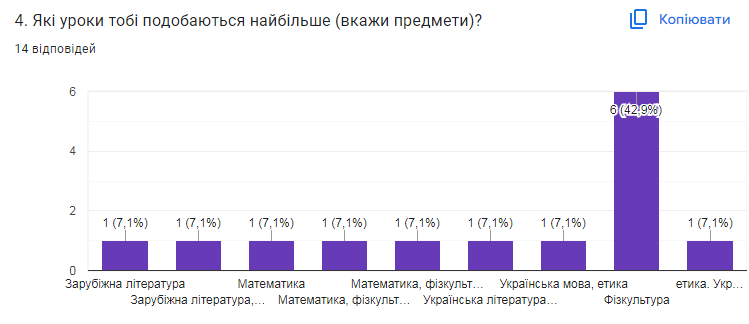 4. Які уроки тобі подобаються найбільше (вкажи предмети)?
Копіювати
14 відповідей
6
4
2
0
1 (7,1%)
1 (7,1%)
1 (7,1%)
1 (7,1%)
1 (7,1%)
1 (7,1%)
1 (7,1%)
6 (42,9%)
1 (7,1%)
Зарубіжна література
Зарубіжна література,…
Математика
Математика, фізкульт…
Математика, фізкульт…
Українська література…
Українська мова, етика
Фізкультура
етика. Укр…